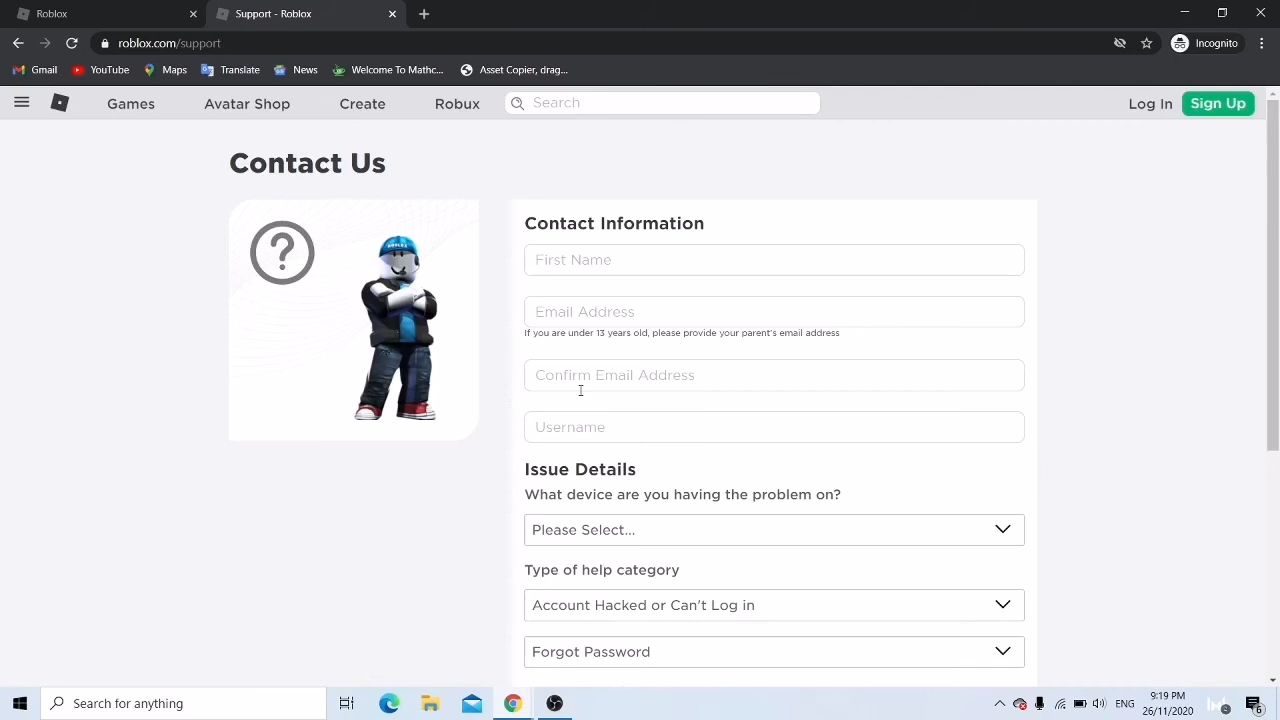 Roblox
Support - Roblox
roblox.com/support
Incognito
Gmail
YouTube
Maps
Translate
News
Welcome To Mathc...
Asset Copier, drag...
Games
Avatar Shop
Create
Robux
Search
Log In
Sign Up
Contact Us
ROBLOX
Contact Information
First Name
Email Address
If you are under 13 years old, please provide your parent's email address
Confirm Email Address
Username
Issue Details
What device are you having the problem on?
Please Select...
Type of help category
Account Hacked or Can't Log in
Forgot Password
Search for anything
ENG
9:19 PM
26/11/2020
6